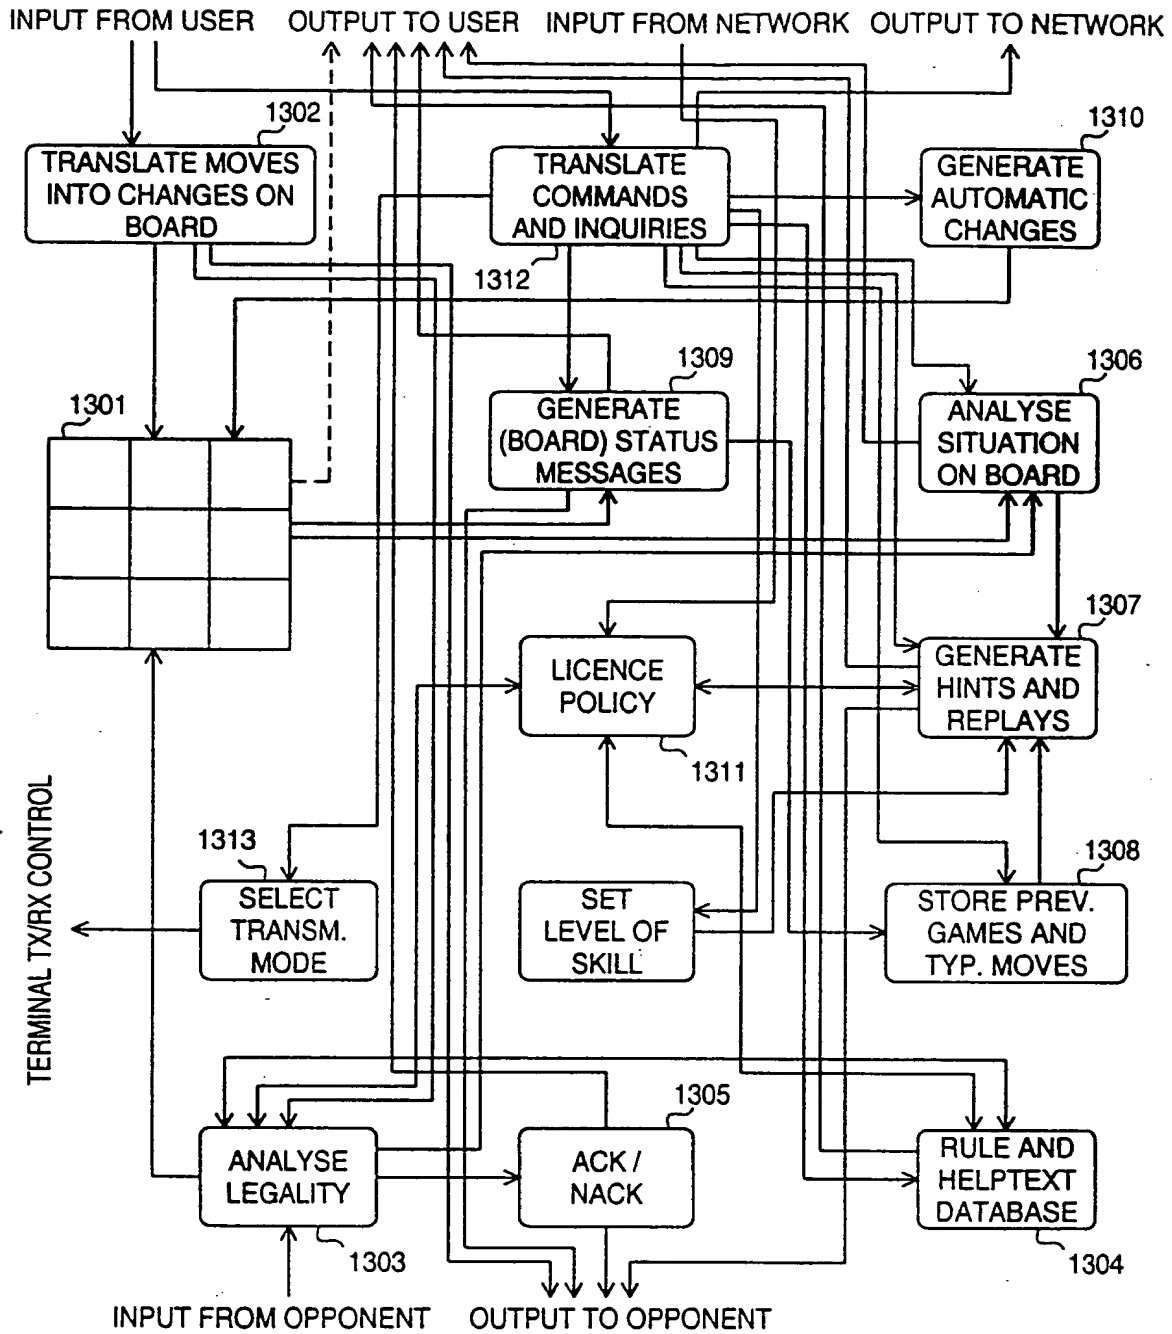 INPUT FROM USER
OUTPUT TO USER
INPUT FROM NETWORK
OUTPUT TO NETWORK
1302
TRANSLATE MOVES
INTO CHANGES ON
BOARD
TRANSLATE
COMMANDS
AND INQUIRIES
1312
1310
GENERATE
AUTOMATIC
CHANGES
1301
1309
GENERATE
(BOARD) STATUS
MESSAGES
1306
ANALYSE
SITUATION
ON BOARD
LICENCE
POLICY
1311
1307
GENERATE
HINTS AND
REPLAYS
TERMINAL TX/RX CONTROL
1313
SELECT
TRANSM.
MODE
SET
LEVEL OF
SKILL
1308
STORE PREV.
GAMES AND
TYP. MOVES
ANALYSE
LEGALITY
1303
1305
ACK /
NACK
RULE AND
HELPTEXT
DATABASE
1304
INPUT FROM OPPONENT
OUTPUT TO OPPONENT